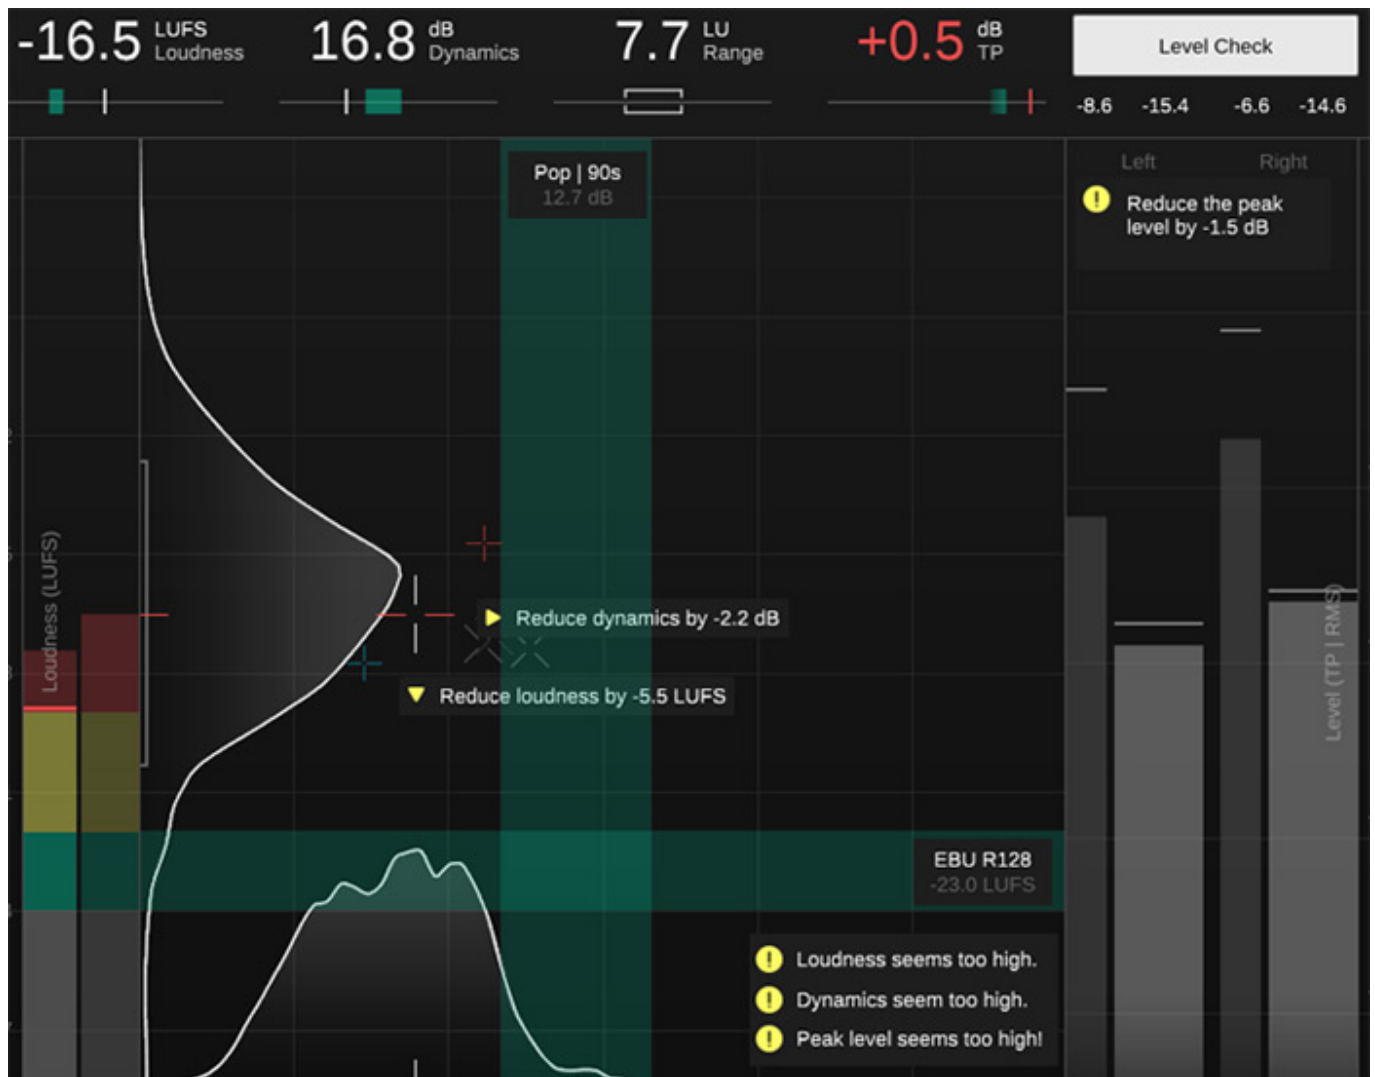 -16.5 LUFS Loudness
16.8 dB Dynamics
7.7 LU Range
+0.5 dB TP
Level Check
-8.6 -15.4 -6.6 -14.6
Left Right
Pop | 90s
12.7 dB
Reduce the peak
level by -1.5 dB
Loudness (LUFS)
Reduce dynamics by -2.2 dB
Reduce loudness by -5.5 LUFS
Level (TP | RMS)
EBU R128
-23.0 LUFS
Loudness seems too high.
Dynamics seem too high.
Peak level seems too high!